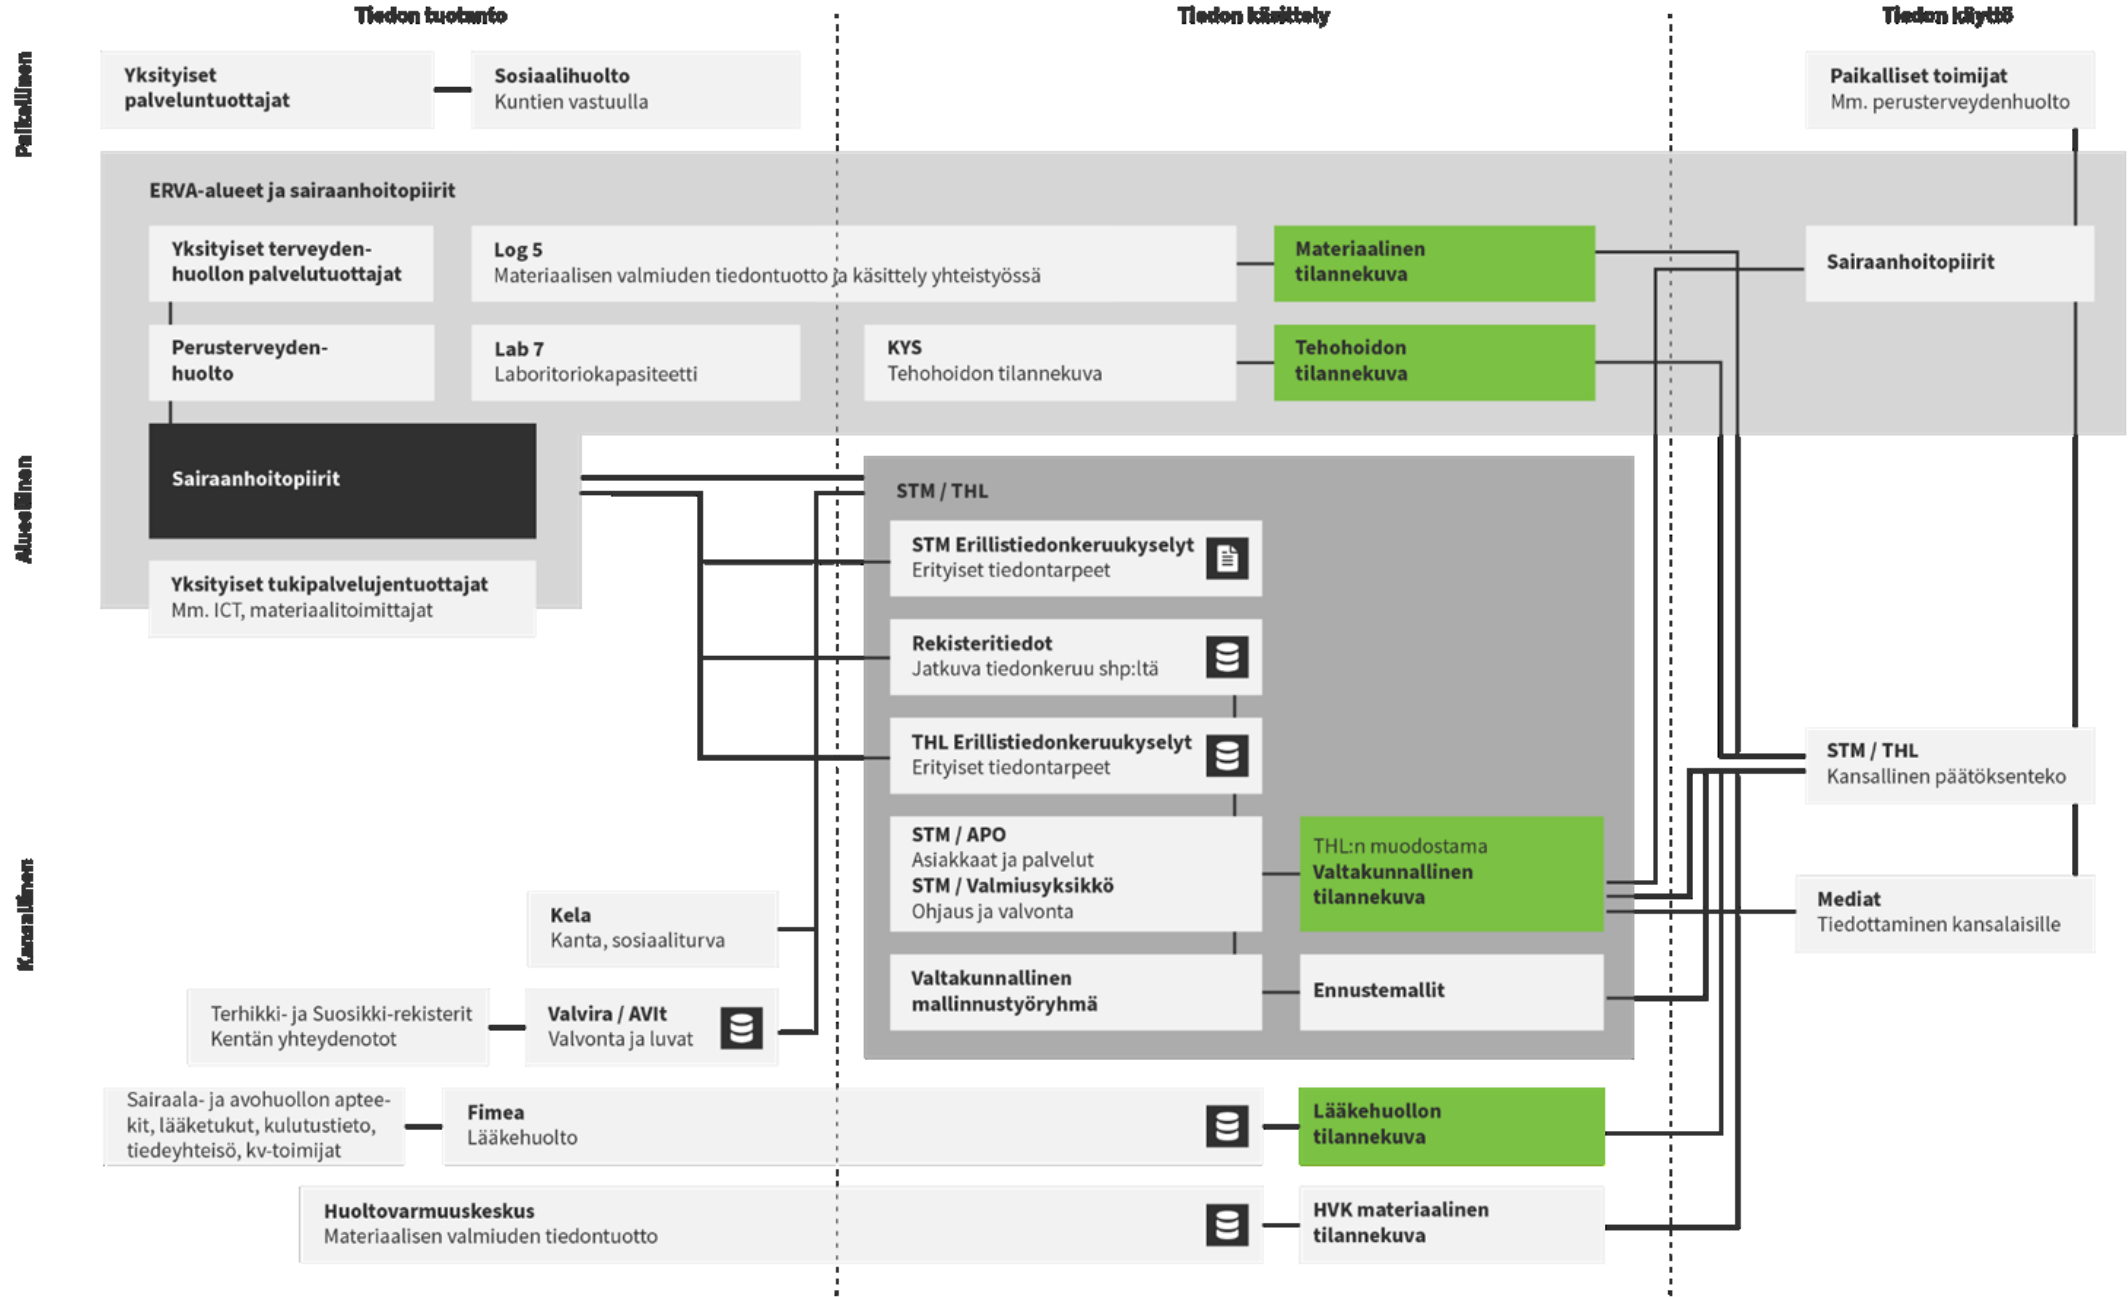 Tiedon tuotanto
Tiedon käsittely
Tiedon käyttö
Paikallinen
Yksityiset
palveluntuottajat
Sosiaalihuolto
Kuntien vastuulla
Paikalliset toimijat
Mm. perusterveydenhuolto
ERVA-alueet ja sairaanhoitopiirit
Yksityiset terveyden-
huollon palvelutuottajat
Log 5
Materiaalisen valmiuden tiedontuotto ja käsittely yhteistyössä
Materiaalinen
tilannekuva
Sairaanhoitopiirit
Perusterveyden-
huolto
Lab 7
Laboritoriokapasiteetti
KYS
Tehohoidon tilannekuva
Tehohoidon
tilannekuva
Alueellinen
Sairaanhoitopiirit
Yksityiset tukipalvelujentuottajat
Mm. ICT, materiaalitoimittajat
STM / THL
STM Erillistiedonkeruukyselyt
Erityiset tiedontarpeet
Rekisteritiedot
Jatkuva tiedonkeruu shp:ltä
THL Erillistiedonkeruukyselyt
Erityiset tiedontarpeet
STM / THL
Kansallinen päätöksenteko
Kansallinen
STM / APO
Asiakkaat ja palvelut
STM / Valmiusyksikkö
Ohjaus ja valvonta
THL:n muodostama
Valtakunnallinen
tilannekuva
Mediat
Tiedottaminen kansalaisille
Kela
Kanta, sosiaaliturva
Valtakunnallinen
mallinnustyöryhmä
Ennustemallit
Terhikki- ja Suosikki-rekisterit
Kentän yhteydenotot
Valvira / AVIt
Valvonta ja luvat
Sairaala- ja avohuollon aptee-
kit, lääketukut, kulutustieto,
tiedeyhteisö, kv-toimijat
Fimea
Lääkehuolto
Lääkehuollon
tilannekuva
Huoltovarmuuskeskus
Materiaalisen valmiuden tiedontuotto
HVK materiaalinen
tilannekuva